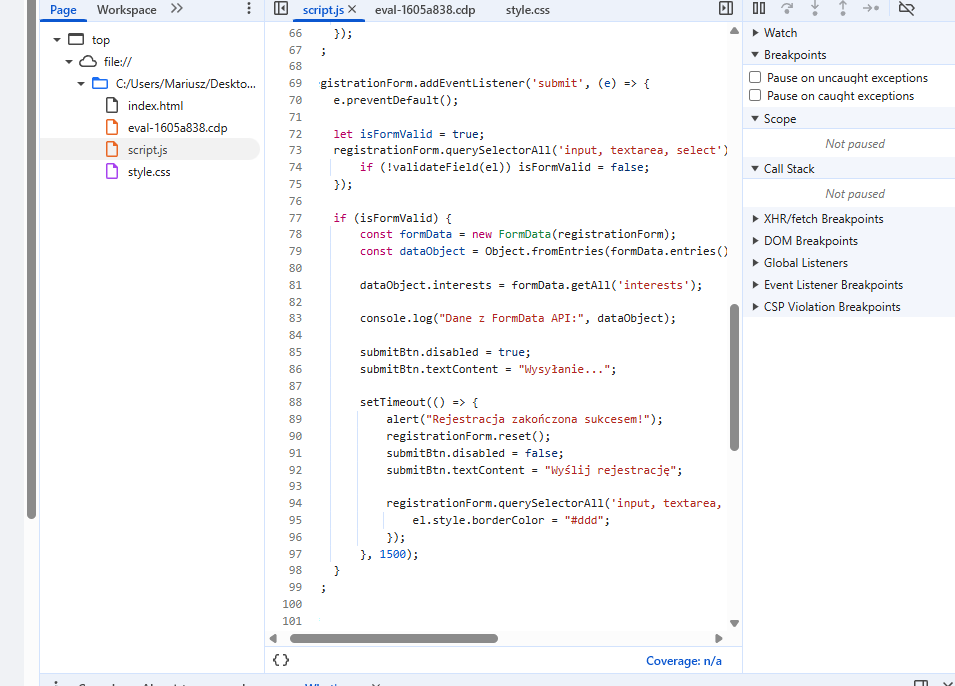 Page Workspace
script.js eval-1605a838.cdp style.css
top
file://
C:/Users/Mariusz/Deskto...
index.html
eval-1605a838.cdp
script.js
style.css
66 });
67 ;
68
69 gistrationForm.addEventListener('submit', (e) => {
70 e.preventDefault();
71
72 let isFormValid = true;
73 registrationForm.querySelectorAll('input, textarea, select')
74 if (!validateField(el)) isFormValid = false;
75 });
76
77 if (isFormValid) {
78 const formData = new FormData(registrationForm);
79 const dataObject = Object.fromEntries(formData.entries()
80
81 dataObject.interests = formData.getAll('interests');
82
83 console.log("Dane z FormData API:", dataObject);
84
85 submitBtn.disabled = true;
86 submitBtn.textContent = "Wysyłanie...";
87
88 setTimeout(() => {
89 alert("Rejestracja zakończona sukcesem!");
90 registrationForm.reset();
91 submitBtn.disabled = false;
92 submitBtn.textContent = "Wyślij rejestrację";
93
94 registrationForm.querySelectorAll('input, textarea,
95 el.style.borderColor = "#ddd";
96 });
97 }, 1500);
98 }
99 ;
100
101
{} Coverage: n/a
Watch
Breakpoints
Pause on uncaught exceptions
Pause on caught exceptions
Scope
Not paused
Call Stack
Not paused
XHR/fetch Breakpoints
DOM Breakpoints
Global Listeners
Event Listener Breakpoints
CSP Violation Breakpoints